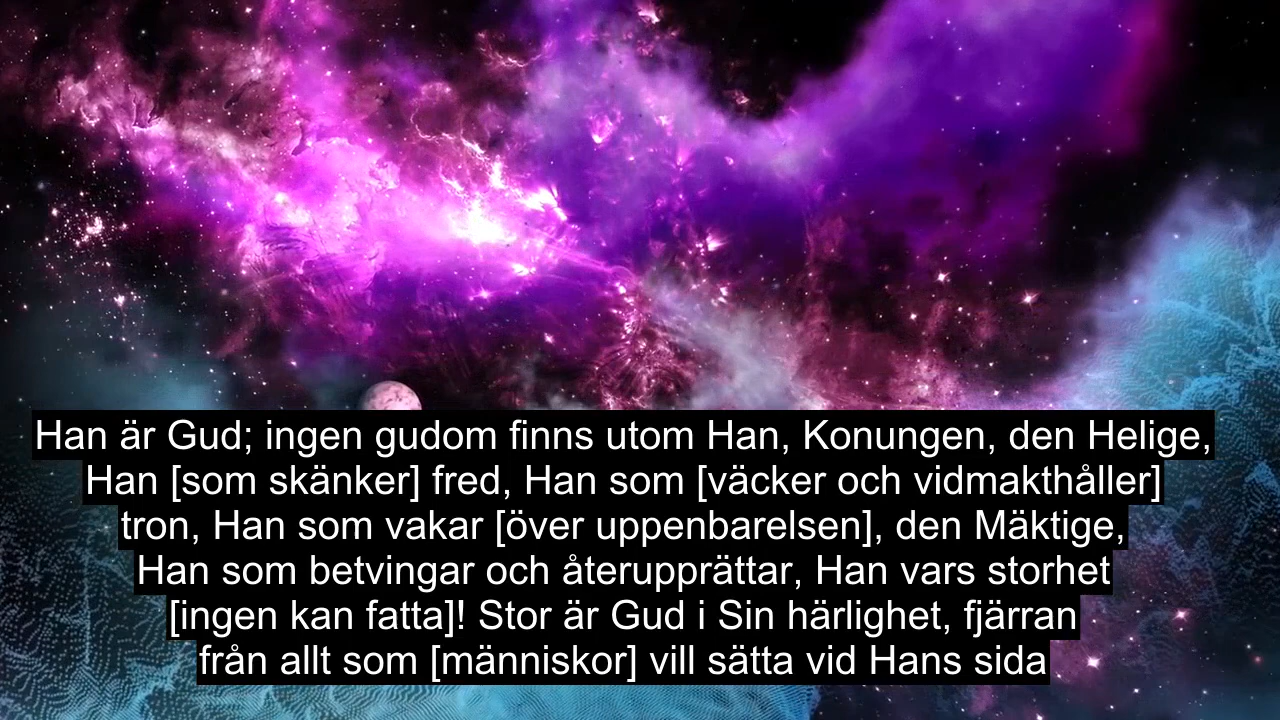 Han är Gud; ingen gudom finns utom Han, Konungen, den Helige,
Han [som skänker] fred, Han som [väcker och vidmakthåller]
tron, Han som vakar [över uppenbarelsen], den Mäktige,
Han som betvingar och återupprättar, Han vars storhet
[ingen kan fatta]! Stor är Gud i Sin härlighet, fjärran
från allt som [människor] vill sätta vid Hans sida